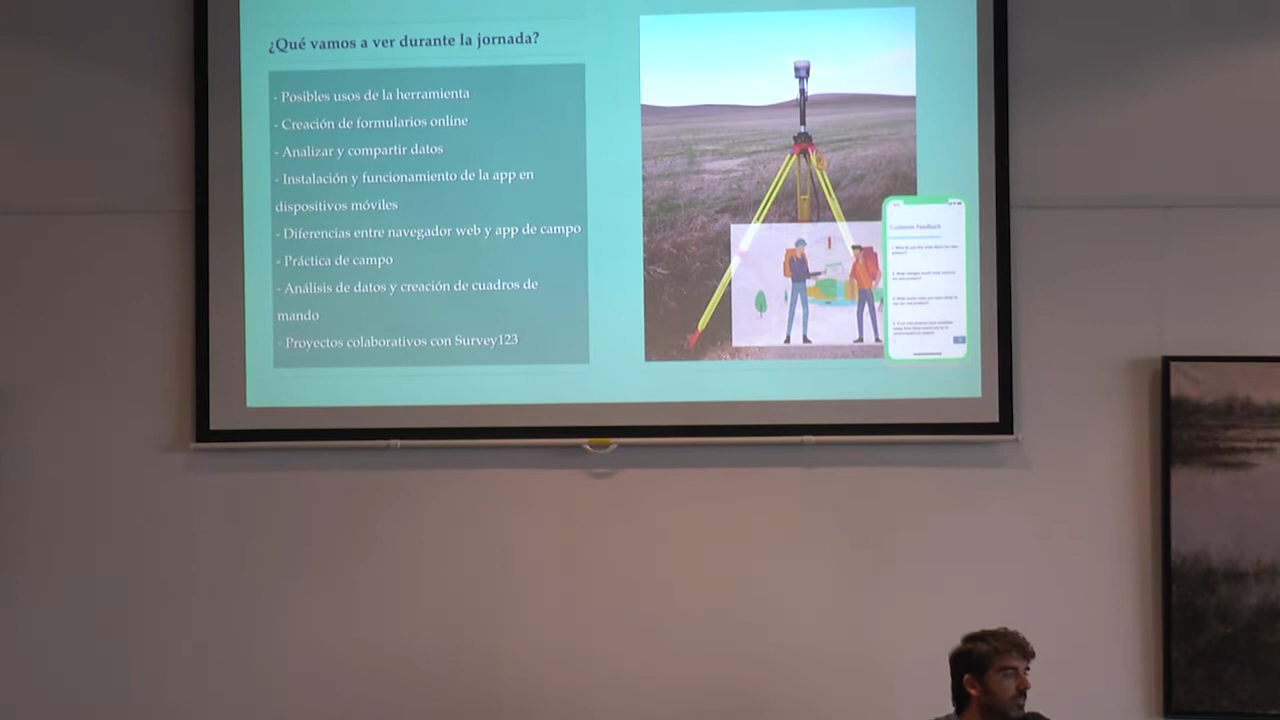 ¿Qué vamos a ver durante la jornada?
- Posibles usos de la herramienta
- Creación de formularios online
- Analizar y compartir datos
- Instalación y funcionamiento de la app en
dispositivos móviles
- Diferencias entre navegador web y app de campo
- Práctica de campo
- Análisis de datos y creación de cuadros de
mando
- Proyectos colaborativos con Survey123
Customer Feedback